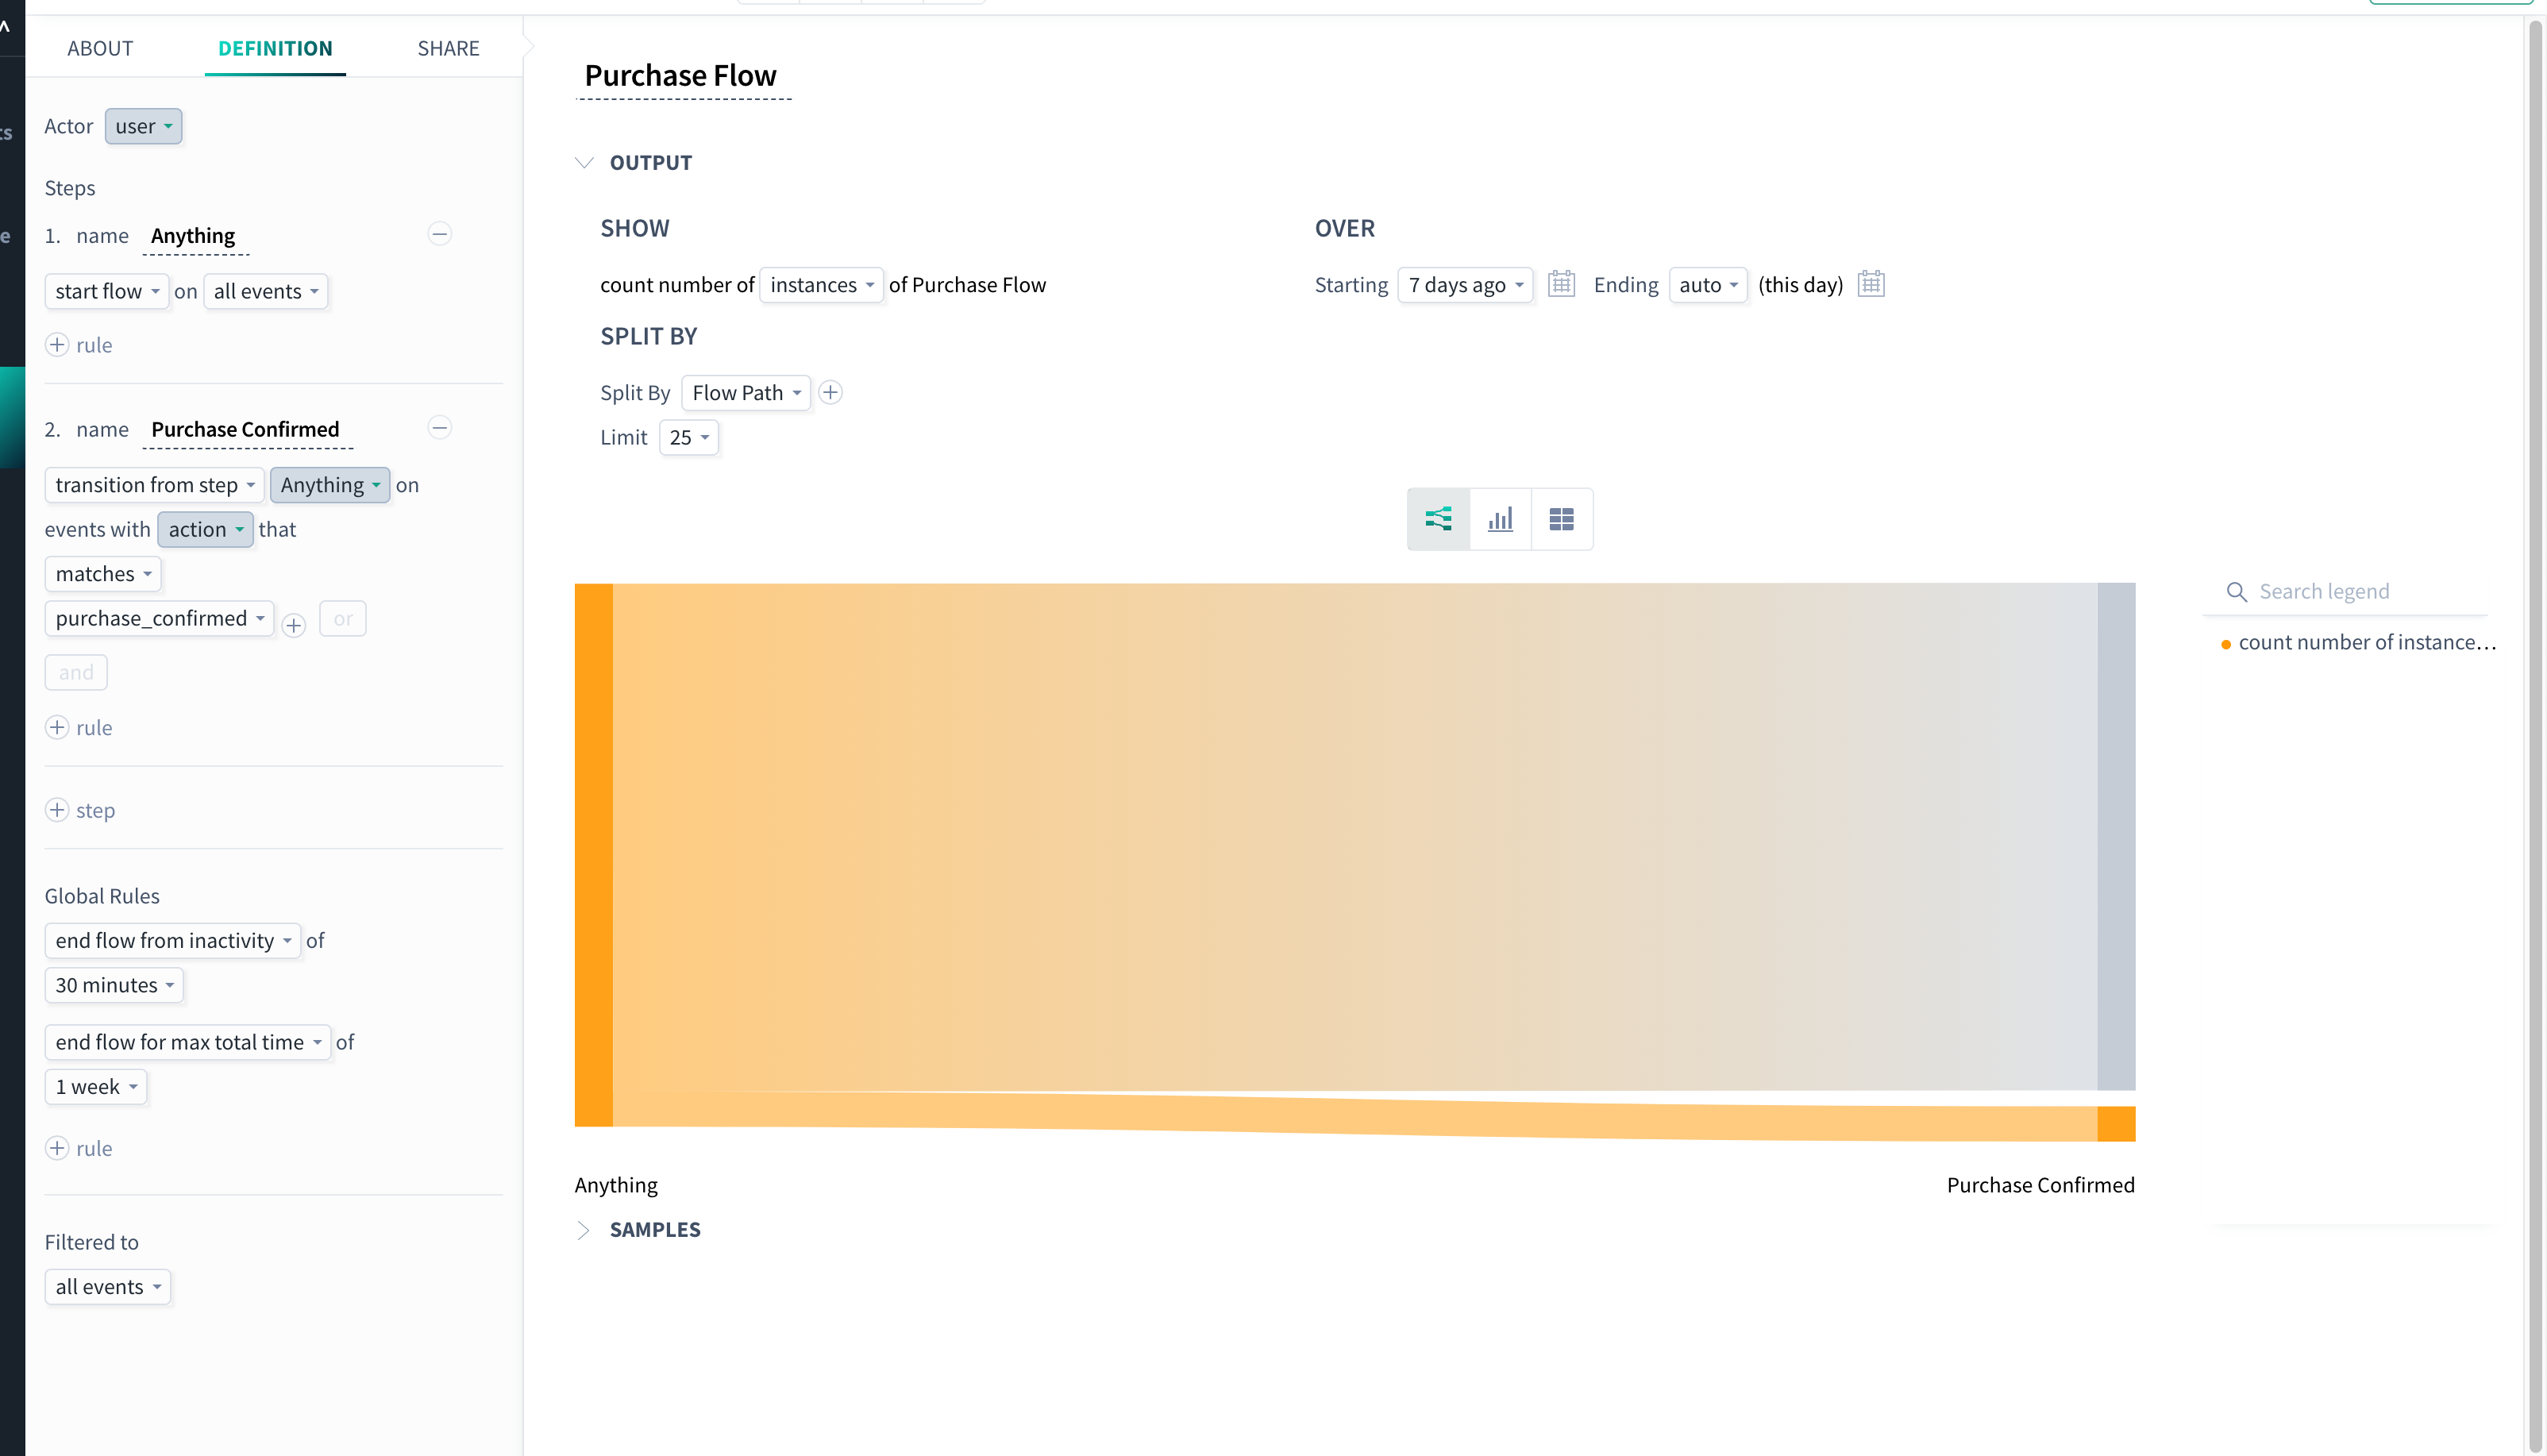 ABOUT
DEFINITION
SHARE
Actor user
Steps
1. name Anything
start flow on all events
rule
2. name Purchase Confirmed
transition from step Anything on
events with action that
matches
purchase_confirmed or
and
rule
step
Global Rules
end flow from inactivity of
30 minutes
end flow for max total time of
1 week
rule
Filtered to
all events
Purchase Flow
OUTPUT
SHOW
count number of instances of Purchase Flow
OVER
Starting 7 days ago Ending auto (this day)
SPLIT BY
Split By Flow Path
Limit 25
Search legend
count number of instance...
Anything
Purchase Confirmed
SAMPLES